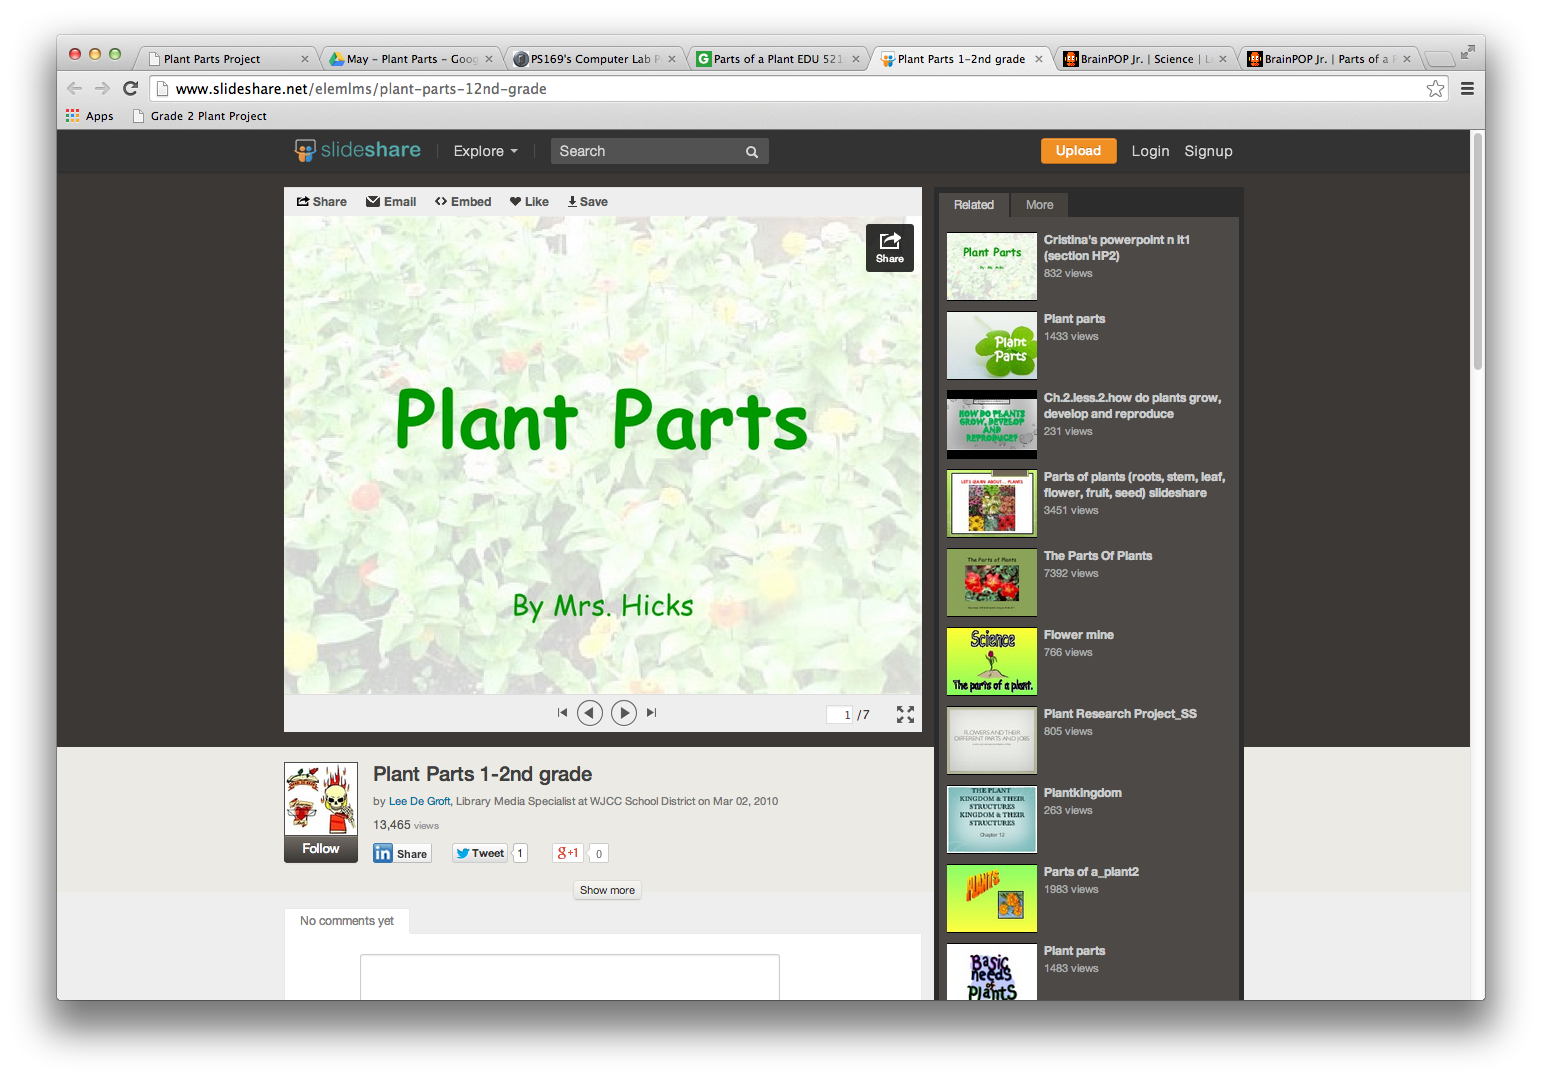 Plant Parts Project
May – Plant Parts – Goog
PS169's Computer Lab P
Parts of a Plant EDU 521
Plant Parts 1–2nd grade
BrainPOP Jr. | Science | L
BrainPOP Jr. | Parts of a P
www.slideshare.net/elemlms/plant-parts-12nd-grade
Apps
Grade 2 Plant Project
slideshare
Explore
Search
Upload
Login
Signup
Share
Email
Embed
Like
Save
Share
Plant Parts
By Mrs. Hicks
1 /7
Plant Parts 1-2nd grade
by Lee De Groft, Library Media Specialist at WJCC School District on Mar 02, 2010
13,465 views
Follow
in Share
Tweet 1
g+1 0
Show more
No comments yet
Related
More
Plant Parts
Cristina's powerpoint n it1
(section HP2)
832 views
Plant
Parts
Plant parts
1433 views
HOW DO PLANTS
GROW, DEVELOP
AND
REPRODUCE?
Ch.2.less.2.how do plants grow,
develop and reproduce
231 views
LET'S LEARN ABOUT... PLANTS
Parts of plants (roots, stem, leaf,
flower, fruit, seed) slideshare
3451 views
The Parts of Plants
The Parts Of Plants
7392 views
Science
The parts of a plant.
Flower mine
766 views
FLOWERS AND THEIR
DIFFERENT PARTS AND JOBS
Plant Research Project_SS
805 views
THE PLANT
KINGDOM & THEIR
STRUCTURES
KINGDOM & THEIR
STRUCTURES
Chapter 12
Plantkingdom
263 views
PLANTS
Parts of a_plant2
1983 views
Basic
needs
of
Plants
Plant parts
1483 views